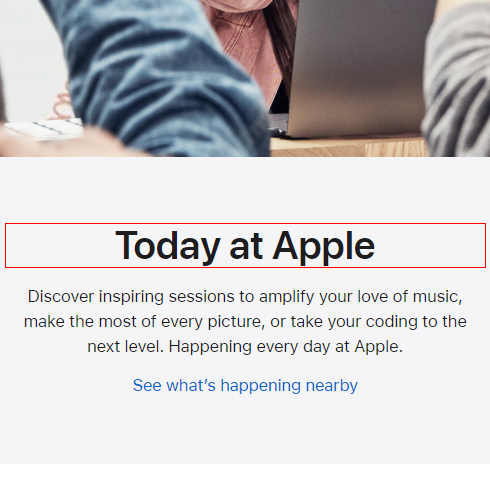 Today at Apple
Discover inspiring sessions to amplify your love of music,
make the most of every picture, or take your coding to the
next level. Happening every day at Apple.
See what’s happening nearby